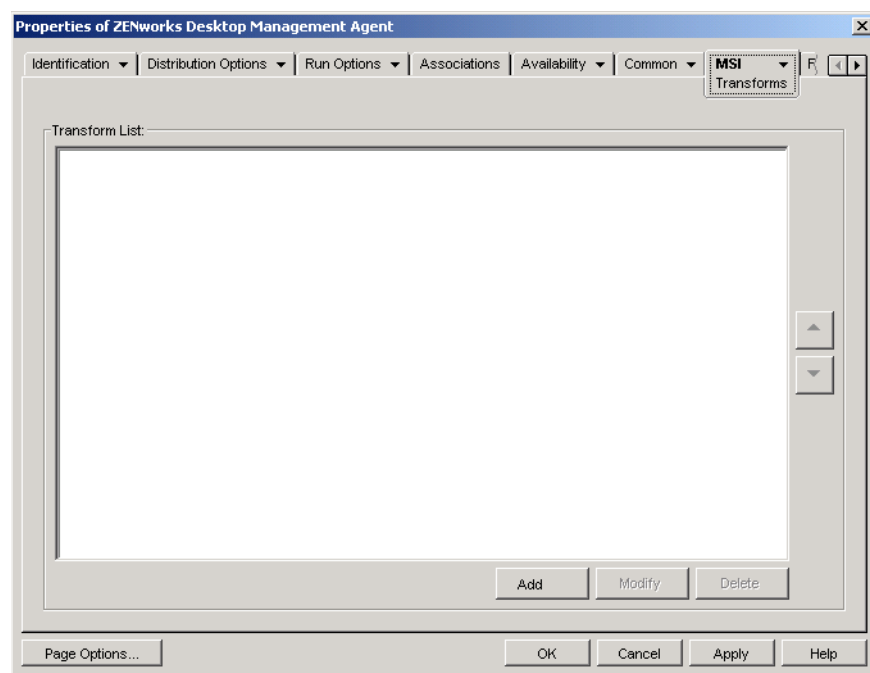 Properties of ZENworks Desktop Management Agent
Identification
Distribution Options
Run Options
Associations
Availability
Common
MSI
Transforms
Transform List:
Add
Modify
Delete
Page Options...
OK
Cancel
Apply
Help